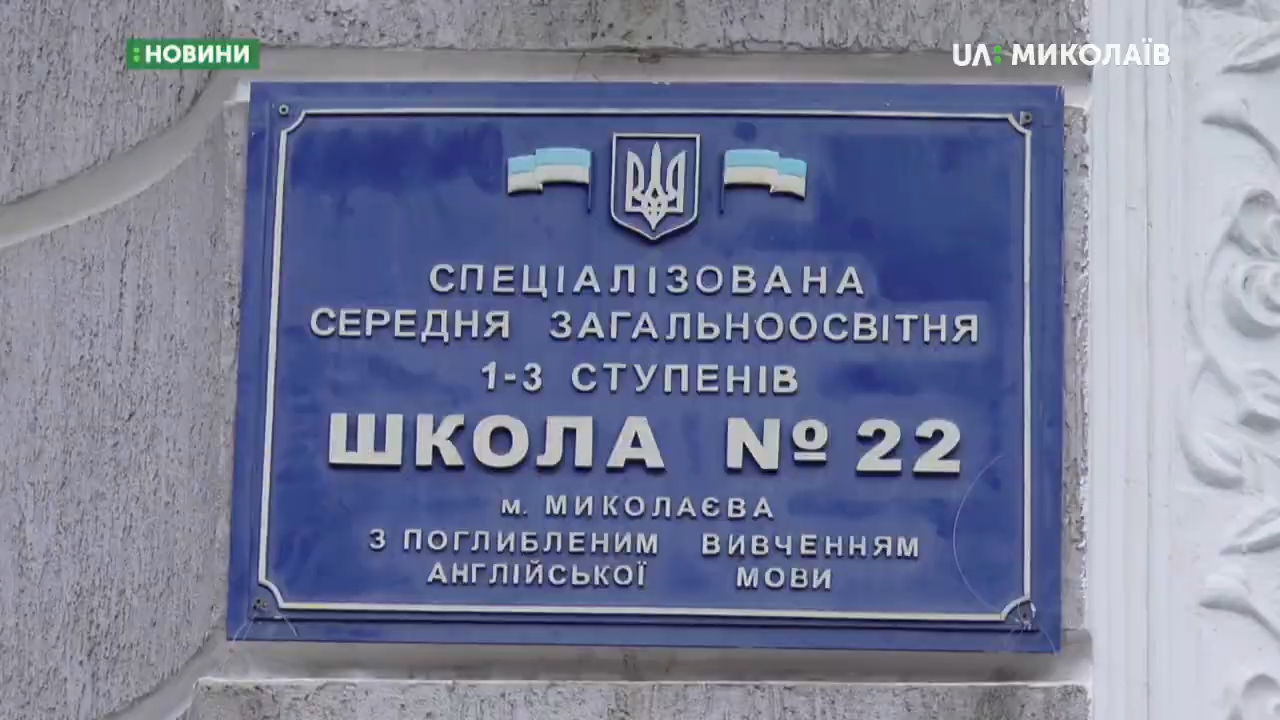 :НОВИНИ
UA: МИКОЛАЇВ
СПЕЦІАЛІЗОВАНА
СЕРЕДНЯ ЗАГАЛЬНООСВІТНЯ
1-3 СТУПЕНІВ
ШКОЛА № 22
м. МИКОЛАЄВА
З ПОГЛИБЛЕНИМ ВИВЧЕННЯМ
АНГЛІЙСЬКОЇ МОВИ